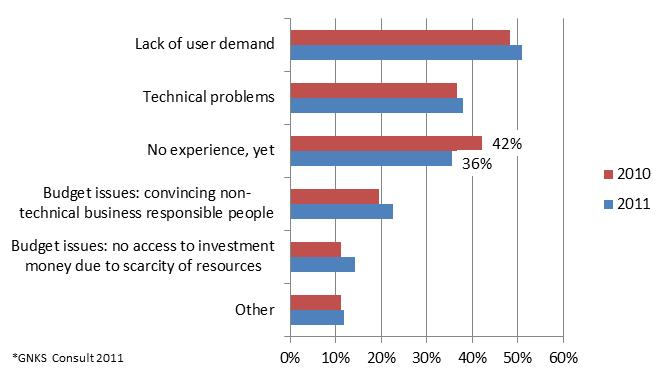 Lack of user demand
Technical problems
No experience, yet
42%
36%
Budget issues: convincing non-
technical business responsible people
Budget issues: no access to investment
money due to scarcity of resources
Other
2010
2011
0% 10% 20% 30% 40% 50% 60%
*GNKS Consult 2011